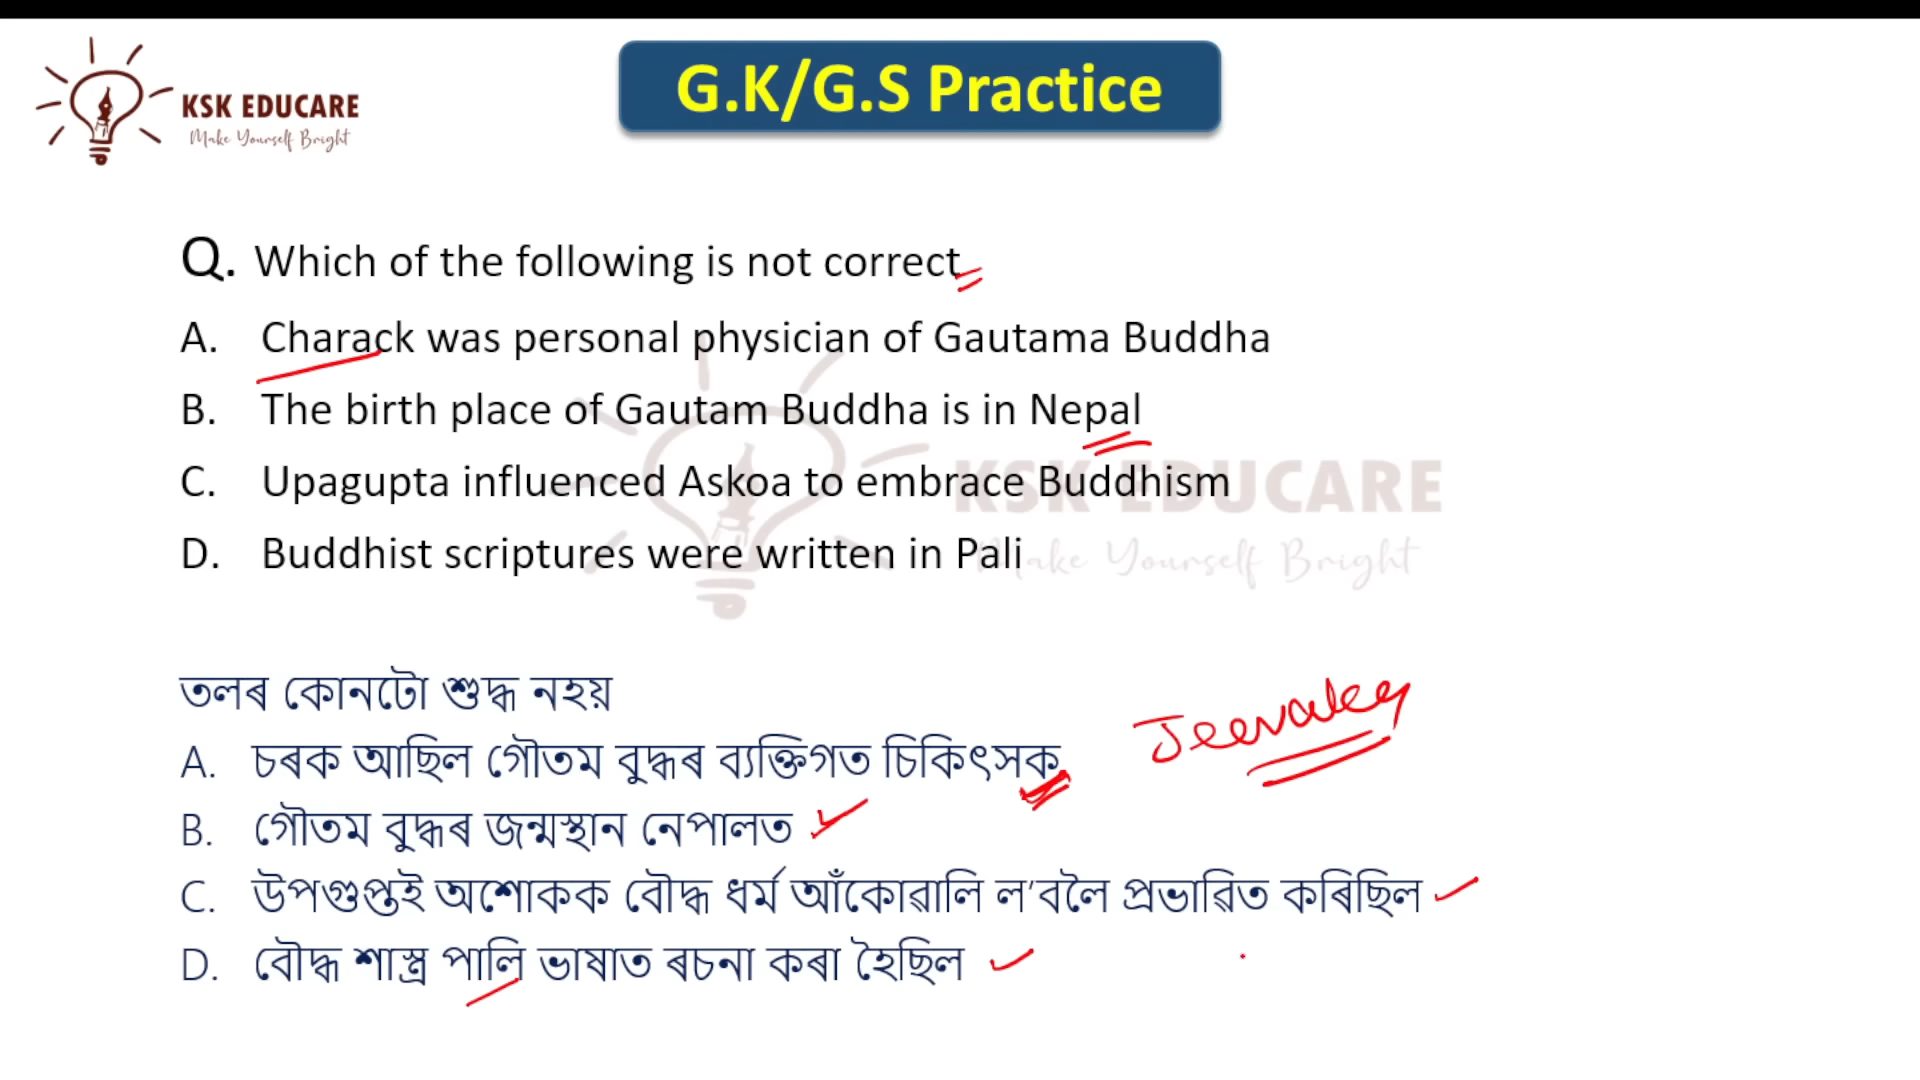 KSK EDUCARE
Make Yourself Bright
G.K/G.S Practice
Q. Which of the following is not correct
A. Charack was personal physician of Gautama Buddha
B. The birth place of Gautam Buddha is in Nepal
C. Upagupta influenced Askoa to embrace Buddhism
D. Buddhist scriptures were written in Pali
KSK EDUCARE
Make Yourself Bright
তলৰ কোনটো শুদ্ধ নহয়
A. চৰক আছিল গৌতম বুদ্ধৰ ব্যক্তিগত চিকিৎসক
B. গৌতম বুদ্ধৰ জন্মস্থান নেপালত
C. উপগুপ্তই অশোকক বৌদ্ধ ধৰ্ম আঁকোৱালি ল’বলৈ প্ৰভাৱিত কৰিছিল
D. বৌদ্ধ শাস্ত্ৰ পালি ভাষাত ৰচনা কৰা হৈছিল